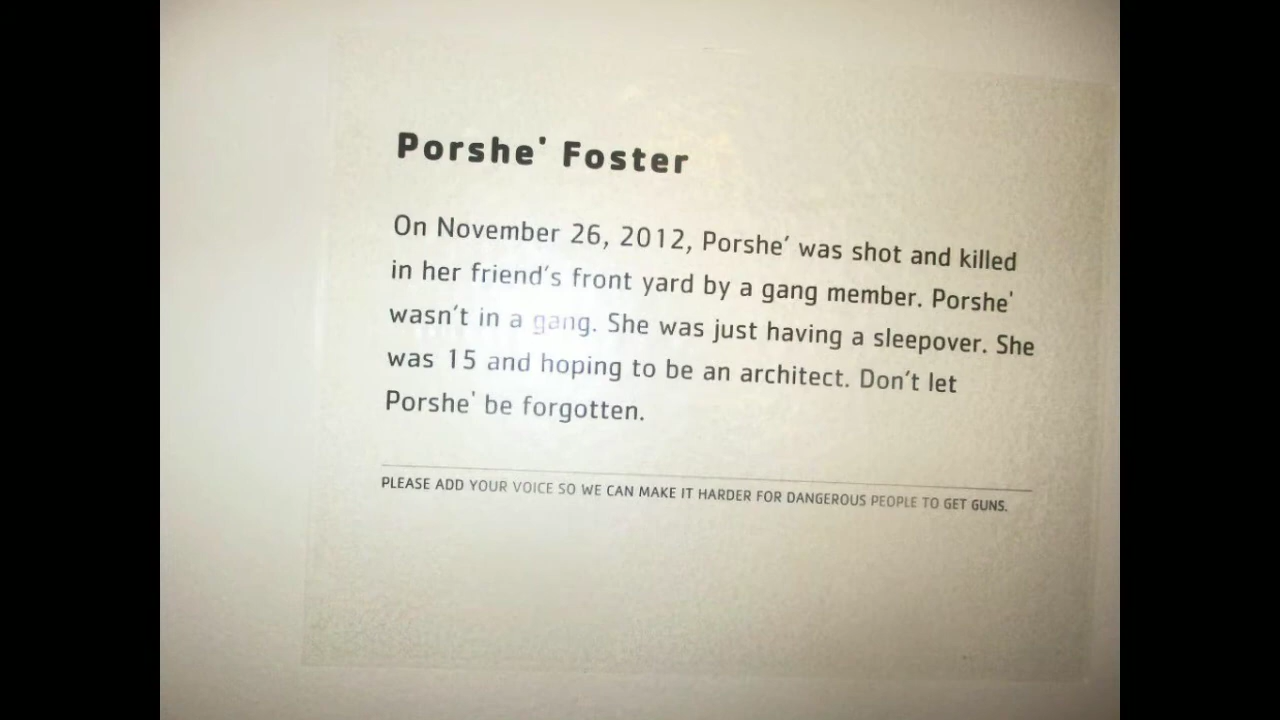 Porshe' Foster
On November 26, 2012, Porshe' was shot and killed
in her friend's front yard by a gang member. Porshe'
wasn't in a gang. She was just having a sleepover. She
was 15 and hoping to be an architect. Don't let
Porshe' be forgotten.
PLEASE ADD YOUR VOICE SO WE CAN MAKE IT HARDER FOR DANGEROUS PEOPLE TO GET GUNS.